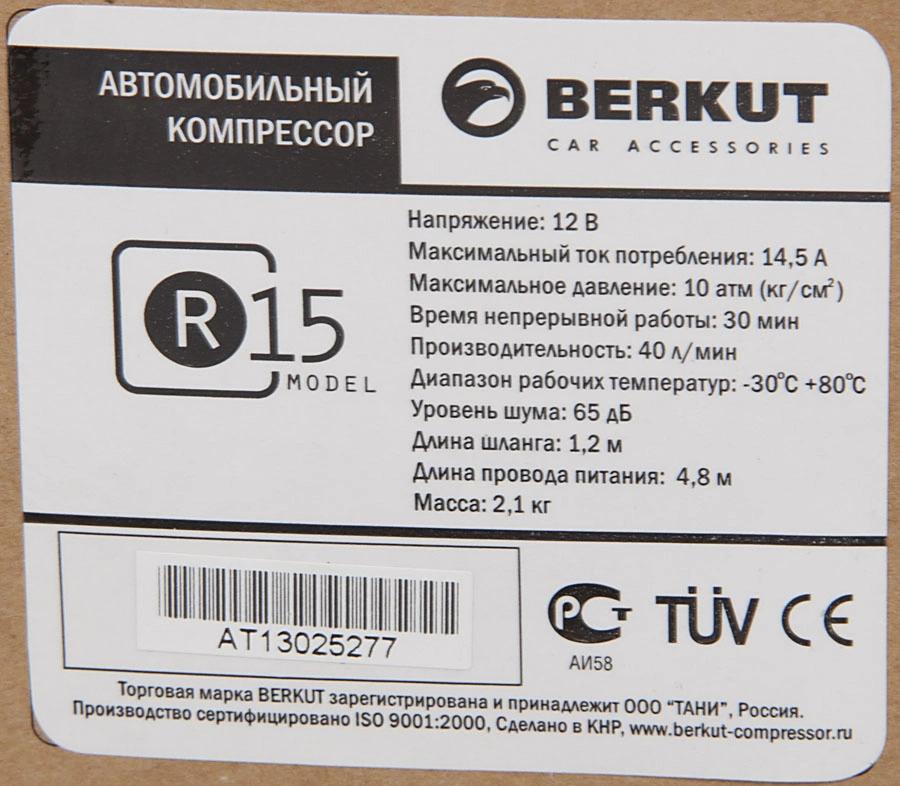 АВТОМОБИЛЬНЫЙ
КОМПРЕССОР
BERKUT
CAR ACCESSORIES
R15
MODEL
Напряжение: 12 В
Максимальный ток потребления: 14,5 А
Максимальное давление: 10 атм (кг/см²)
Время непрерывной работы: 30 мин
Производительность: 40 л/мин
Диапазон рабочих температур: -30°С +80°С
Уровень шума: 65 дБ
Длина шланга: 1,2 м
Длина провода питания: 4,8 м
Масса: 2,1 кг
AT13025277
РСТ
АИ58
TÜV CE
Торговая марка BERKUT зарегистрирована и принадлежит ООО "ТАНИ", Россия.
Производство сертифицировано ISO 9001:2000, Сделано в КНР, www.berkut-compressor.ru